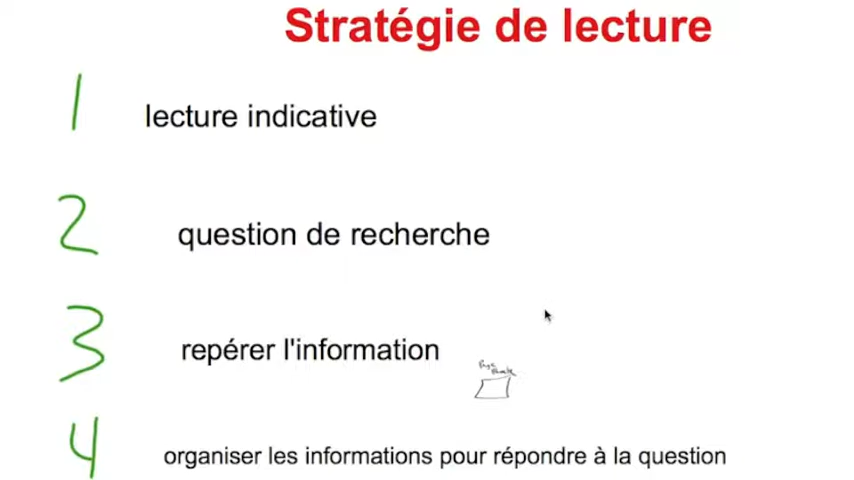 Stratégie de lecture
1 lecture indicative
2 question de recherche
3 repérer l'information
4 organiser les informations pour répondre à la question